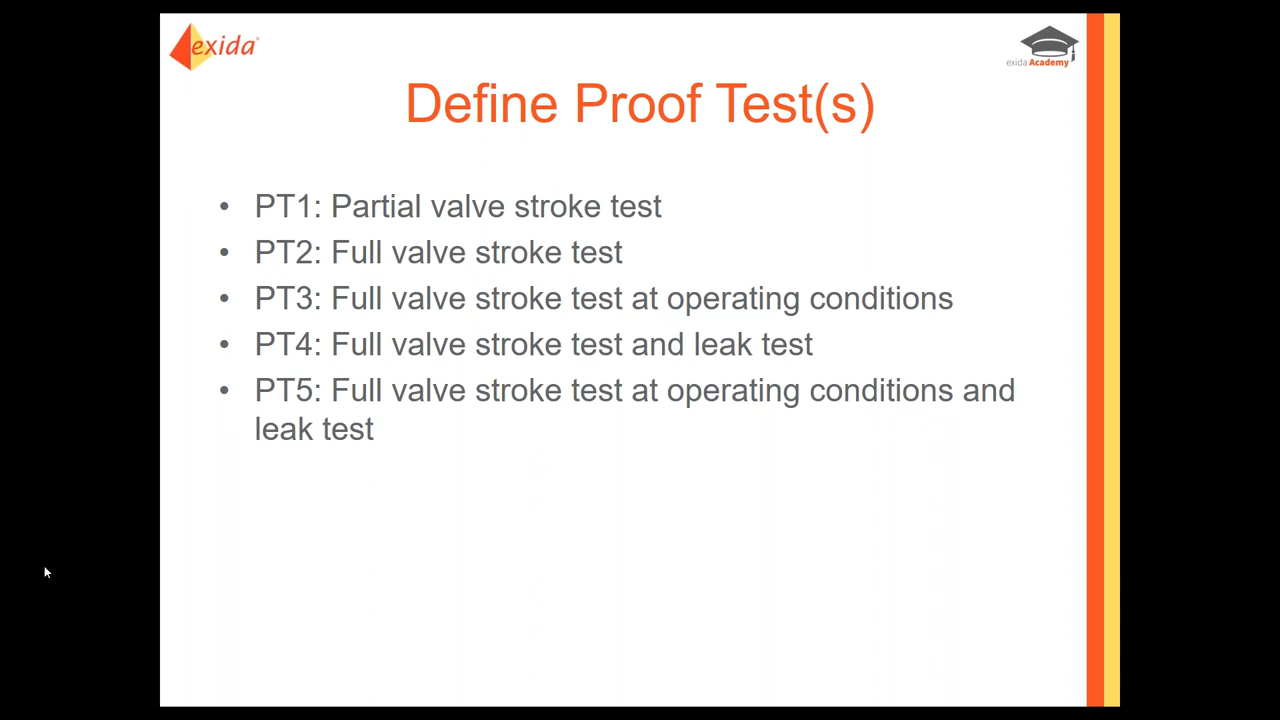 exida
exida Academy
Define Proof Test(s)
• PT1: Partial valve stroke test
• PT2: Full valve stroke test
• PT3: Full valve stroke test at operating conditions
• PT4: Full valve stroke test and leak test
• PT5: Full valve stroke test at operating conditions and
leak test